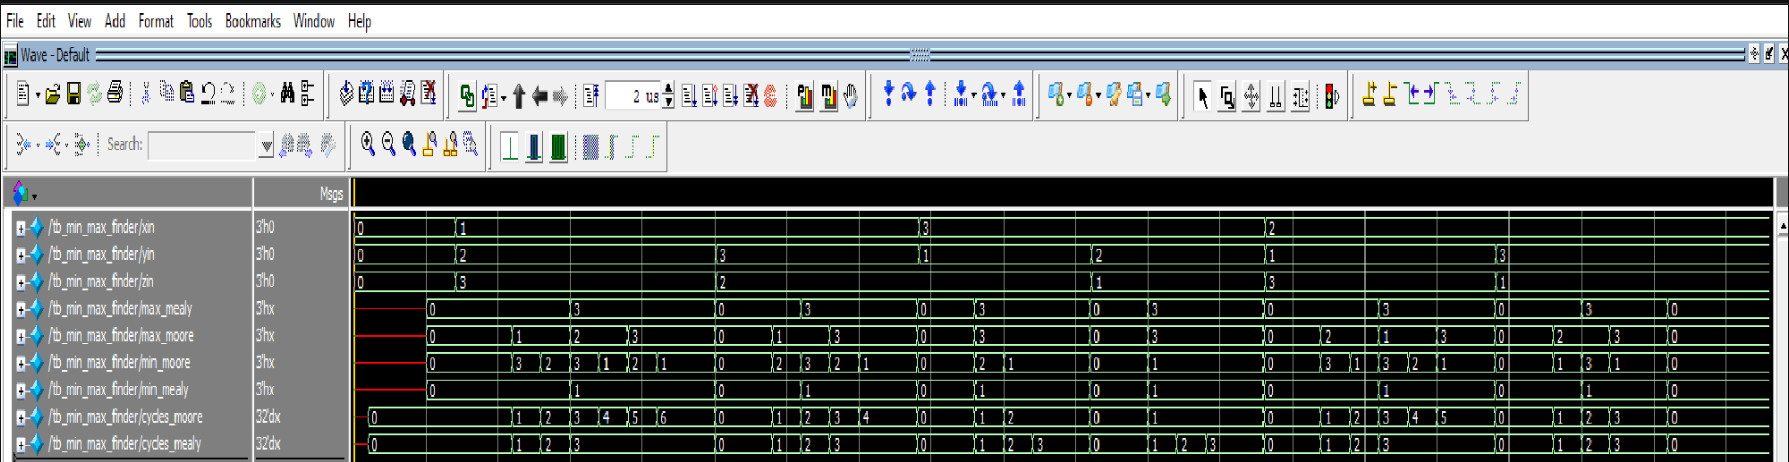 File Edit View Add Format Tools Bookmarks Window Help
Wave - Default
2 us
Search:
Msgs
/tb_min_max_finder/xin 3'h0 0 1 3 2
/tb_min_max_finder/yin 3'h0 0 2 3 1 2 1 3
/tb_min_max_finder/zin 3'h0 0 3 2 1 3 1
/tb_min_max_finder/max_mealy 3'hx 0 3 0 3 0 3 0 3 0 3 0 3 0
/tb_min_max_finder/max_moore 3'hx 0 1 2 3 0 1 3 0 3 0 3 0 2 1 3 0 2 3 0
/tb_min_max_finder/min_moore 3'hx 0 3 2 3 1 2 1 0 2 3 2 1 0 2 1 0 1 0 3 1 3 2 1 0 1 3 1 0
/tb_min_max_finder/min_mealy 3'hx 0 1 0 1 0 1 0 1 0 1 0 1 0
/tb_min_max_finder/cycles_moore 32'dx 0 1 2 3 4 5 6 0 1 2 3 4 0 1 2 0 1 0 1 2 3 4 5 0 1 2 3 0
/tb_min_max_finder/cycles_mealy 32'dx 0 1 2 3 0 1 2 3 0 1 2 3 0 1 2 3 0 1 2 3 0 1 2 3 0